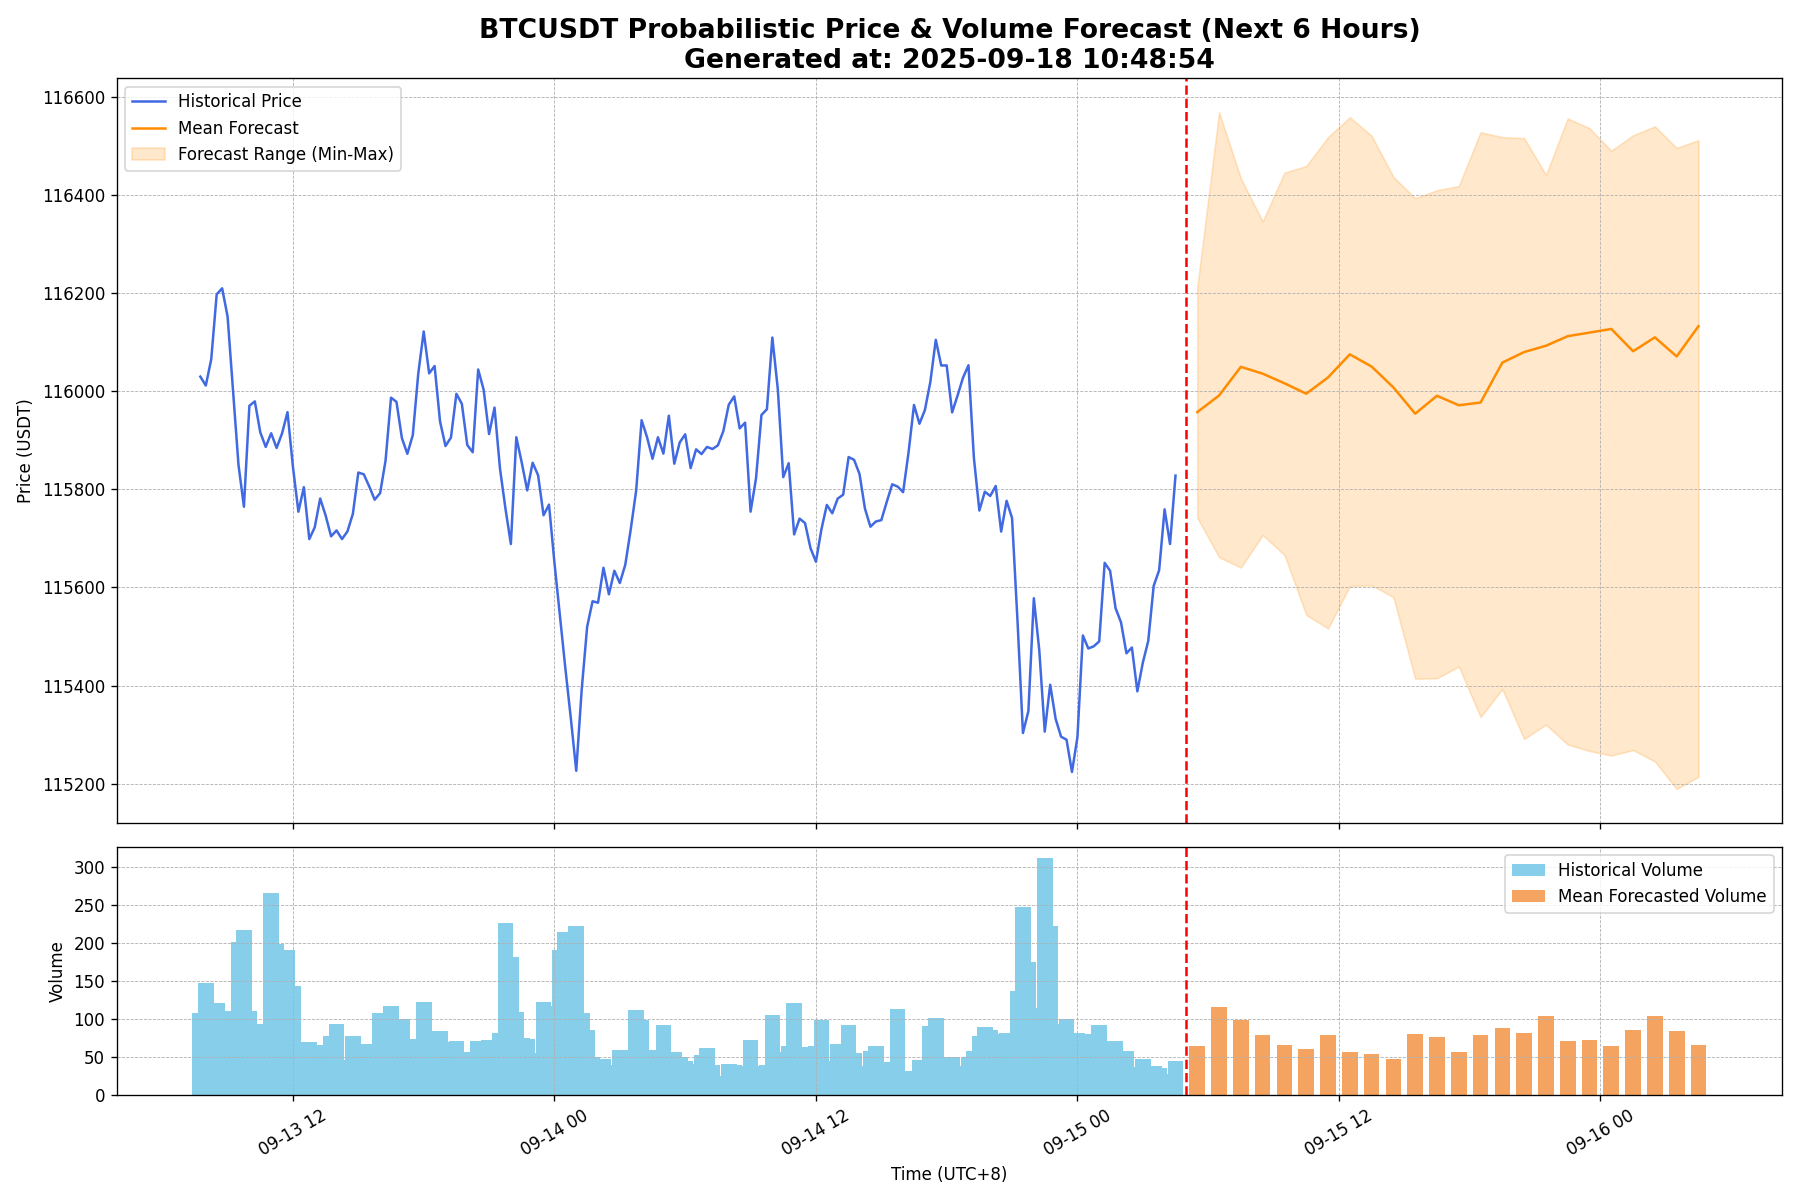 BTCUSDT Probabilistic Price & Volume Forecast (Next 6 Hours)
Generated at: 2025-09-18 10:48:54
Historical Price
Mean Forecast
Forecast Range (Min-Max)
Price (USDT)
116600
116400
116200
116000
115800
115600
115400
115200
Historical Volume
Mean Forecasted Volume
Volume
300
250
200
150
100
50
0
09-13 12
09-14 00
09-14 12
09-15 00
09-15 12
09-16 00
Time (UTC+8)